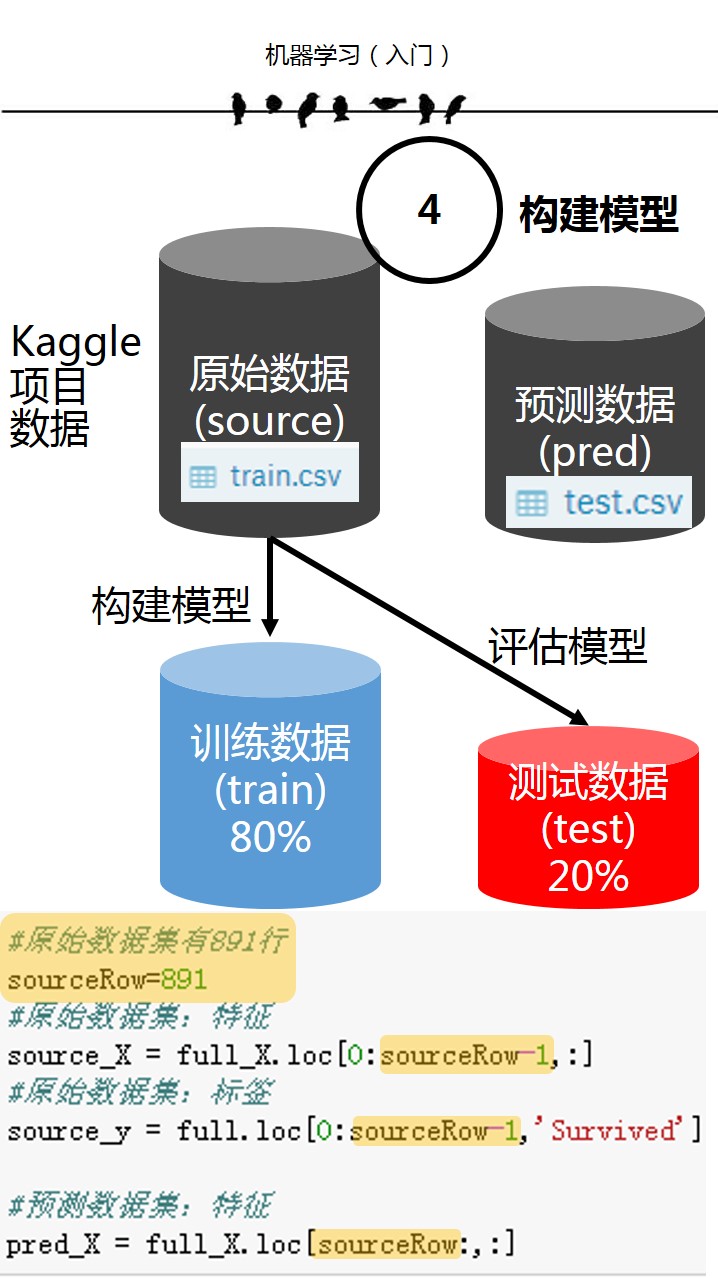 机器学习（入门）
4
构建模型
Kaggle
项目
数据
原始数据
(source)
train.csv
预测数据
(pred)
test.csv
构建模型
评估模型
训练数据
(train)
80%
测试数据
(test)
20%
#原始数据集有891行
sourceRow=891
#原始数据集：特征
source_X = full_X.loc[0:sourceRow-1,:]
#原始数据集：标签
source_y = full.loc[0:sourceRow-1,'Survived']
#预测数据集：特征
pred_X = full_X.loc[sourceRow:,:]